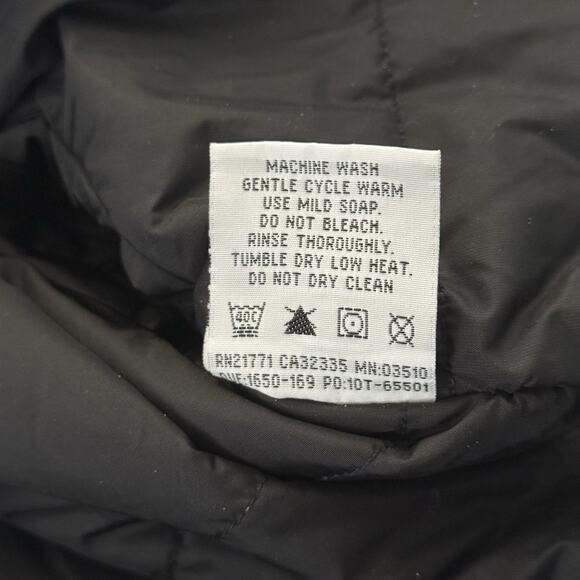 MACHINE WASH
GENTLE CYCLE WARM
USE MILD SOAP.
DO NOT BLEACH.
RINSE THOROUGHLY.
TUMBLE DRY LOW HEAT.
DO NOT DRY CLEAN
40C
RN21771 CA32335 MN:03510
1650-169 PO:10T-65501